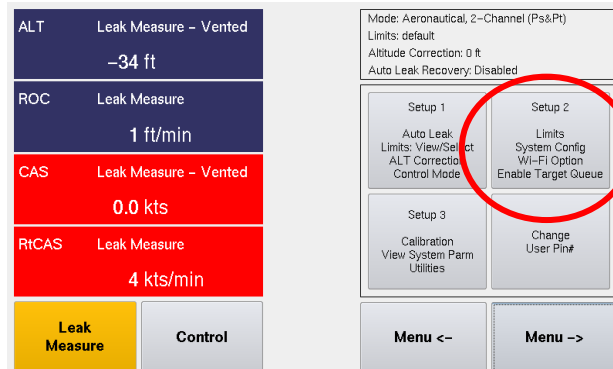 ALT Leak Measure – Vented
–34 ft
ROC Leak Measure
1 ft/min
CAS Leak Measure – Vented
0.0 kts
RtCAS Leak Measure
4 kts/min
Leak
Measure
Control
Mode: Aeronautical, 2–Channel (Ps&Pt)
Limits: default
Altitude Correction: 0 ft
Auto Leak Recovery: Disabled
Setup 1
Auto Leak
Limits: View/Select
ALT Correction
Control Mode
Setup 2
Limits
System Config
Wi–Fi Option
Enable Target Queue
Setup 3
Calibration
View System Parm
Utilities
Change
User Pin#
Menu <–
Menu –>